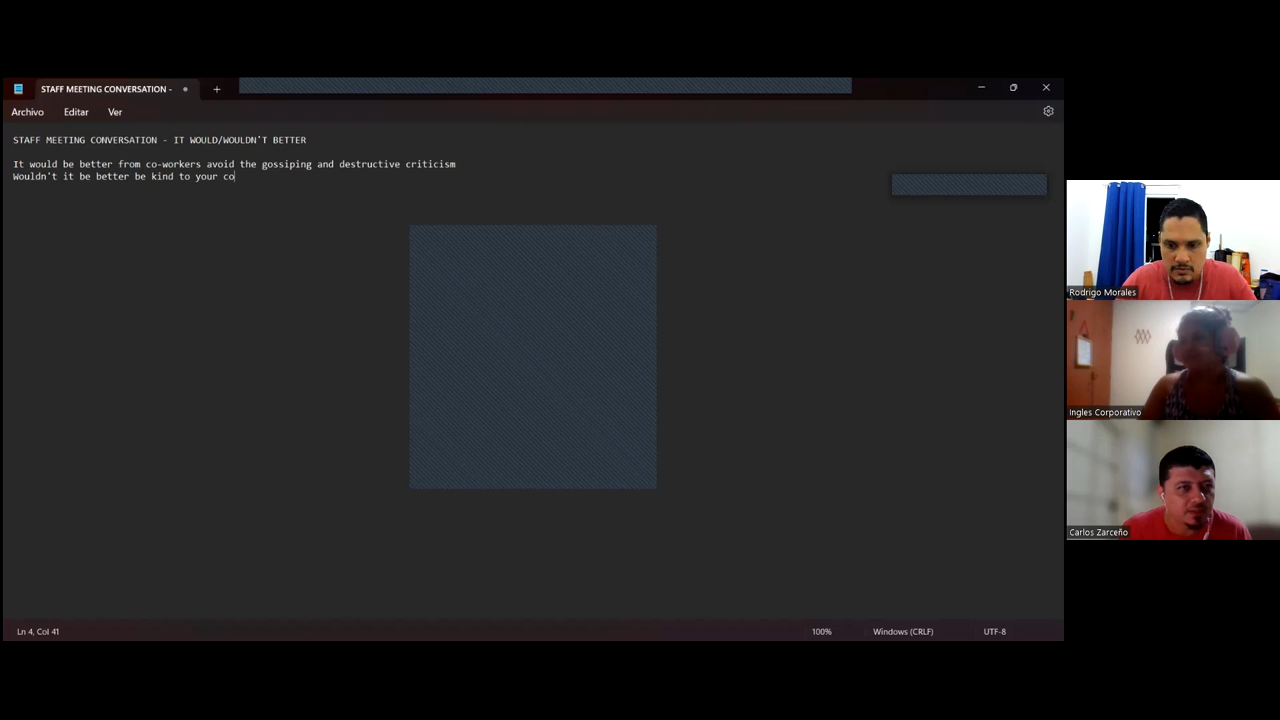 STAFF MEETING CONVERSATION -
Archivo Editar Ver
STAFF MEETING CONVERSATION - IT WOULD/WOULDN'T BETTER
It would be better from co-workers avoid the gossiping and destructive criticism
Wouldn't it be better be kind to your co
Rodrigo Morales
Ingles Corporativo
Carlos Zarceño
Ln 4, Col 41 100% Windows (CRLF) UTF-8